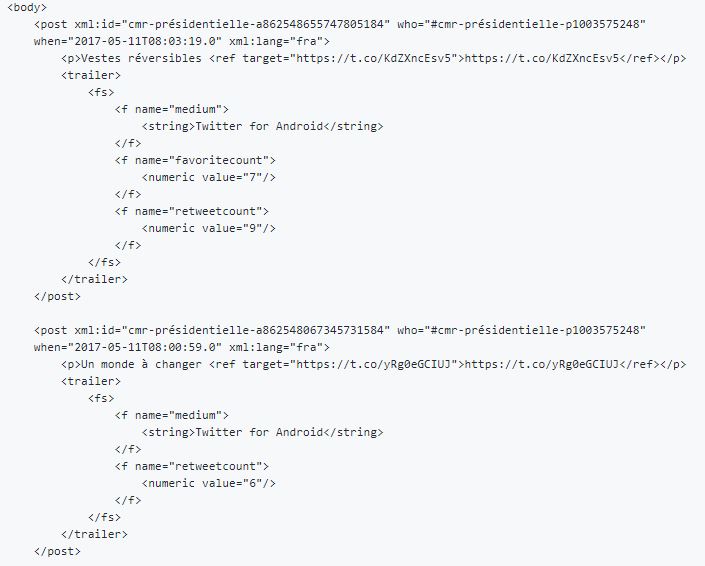 <body>
<post xml:id="cmr-présidentielle-a862548655747805184" who="#cmr-présidentielle-p1003575248"
when="2017-05-11T08:03:19.0" xml:lang="fra">
<p>Vestes réversibles <ref target="https://t.co/KdZXncEsv5">https://t.co/KdZXncEsv5</ref></p>
<trailer>
<fs>
<f name="medium">
<string>Twitter for Android</string>
</f>
<f name="favoritecount">
<numeric value="7"/>
</f>
<f name="retweetcount">
<numeric value="9"/>
</f>
</fs>
</trailer>
</post>
<post xml:id="cmr-présidentielle-a862548067345731584" who="#cmr-présidentielle-p1003575248"
when="2017-05-11T08:00:59.0" xml:lang="fra">
<p>Un monde à changer <ref target="https://t.co/yRg0eGCIUJ">https://t.co/yRg0eGCIUJ</ref></p>
<trailer>
<fs>
<f name="medium">
<string>Twitter for Android</string>
</f>
<f name="retweetcount">
<numeric value="6"/>
</f>
</fs>
</trailer>
</post>